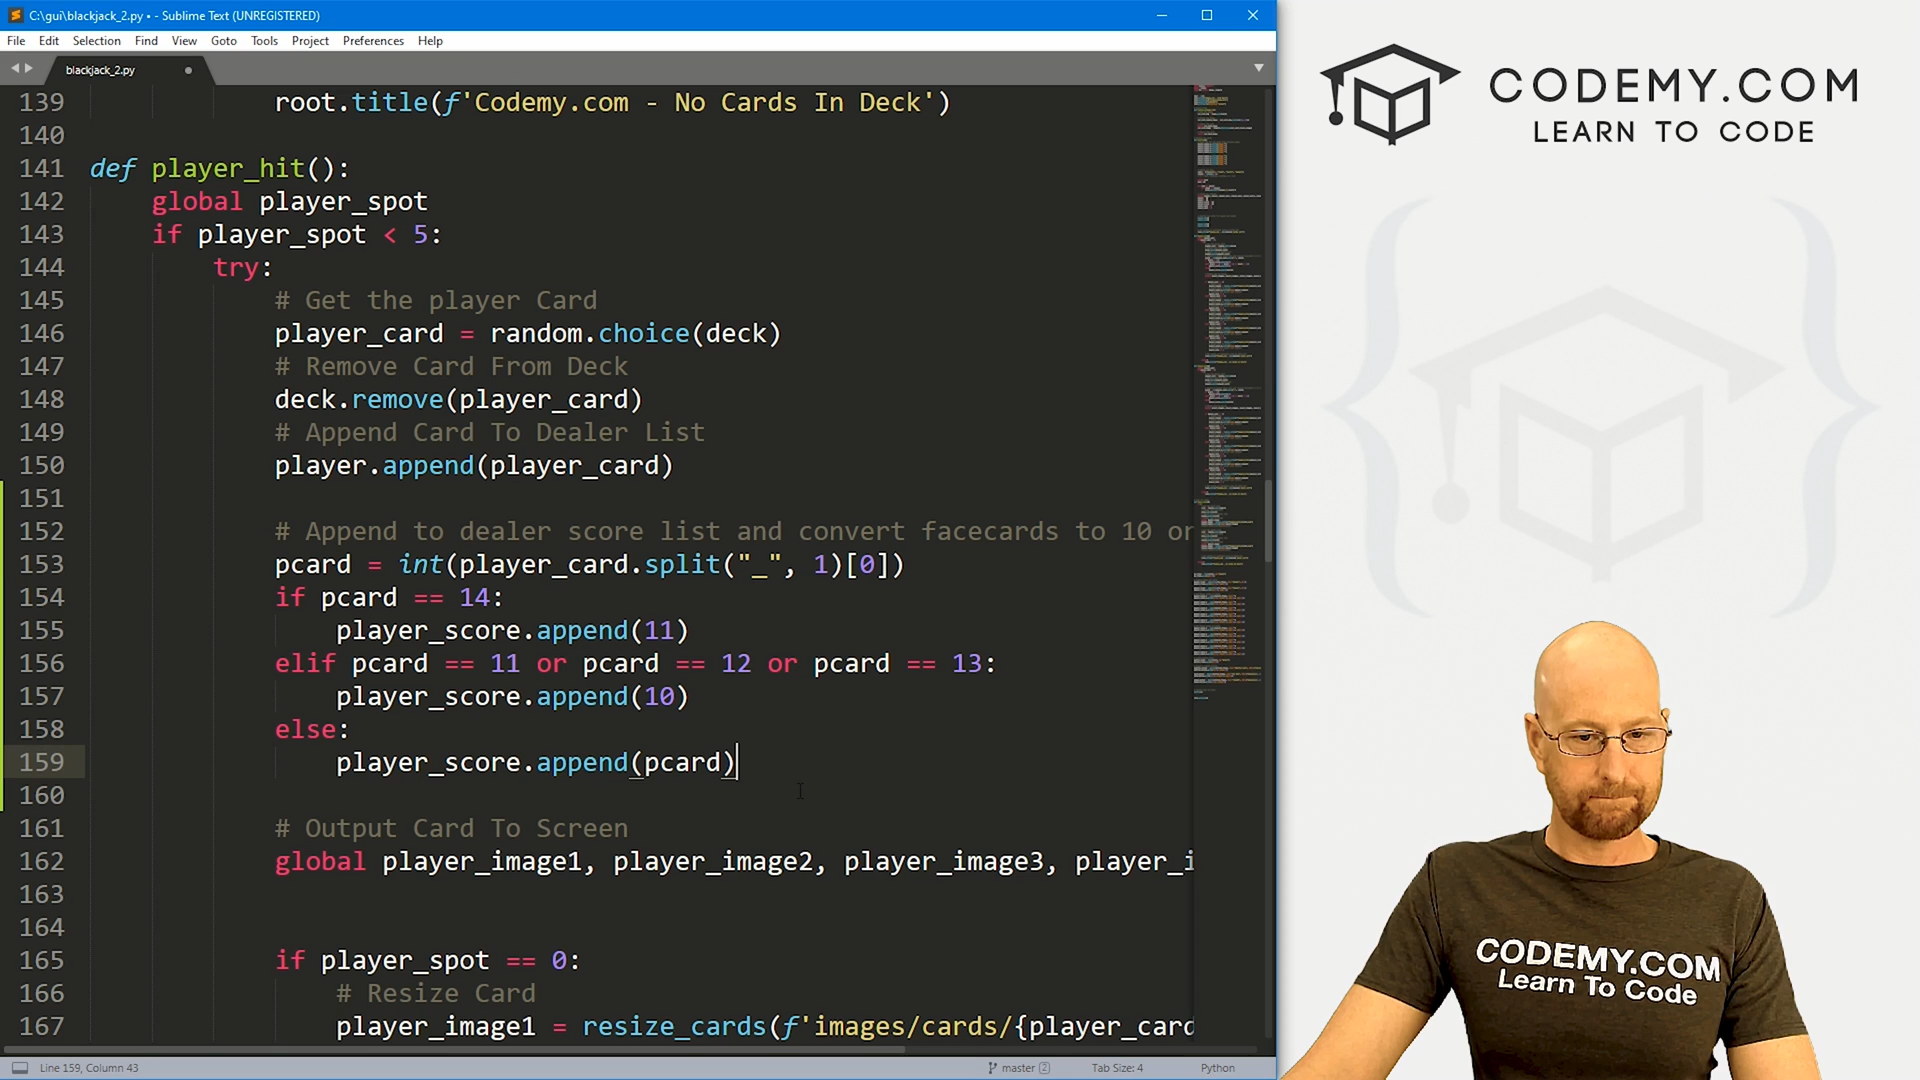 C:\gui\blackjack_2.py • - Sublime Text (UNREGISTERED)
File Edit Selection Find View Goto Tools Project Preferences Help
blackjack_2.py
139 root.title(f'Codemy.com - No Cards In Deck')
140
141 def player_hit():
142 global player_spot
143 if player_spot < 5:
144 try:
145 # Get the player Card
146 player_card = random.choice(deck)
147 # Remove Card From Deck
148 deck.remove(player_card)
149 # Append Card To Dealer List
150 player.append(player_card)
151
152 # Append to dealer score list and convert facecards to 10 or
153 pcard = int(player_card.split("_", 1)[0])
154 if pcard == 14:
155 player_score.append(11)
156 elif pcard == 11 or pcard == 12 or pcard == 13:
157 player_score.append(10)
158 else:
159 player_score.append(pcard)
160
161 # Output Card To Screen
162 global player_image1, player_image2, player_image3, player_i
163
164
165 if player_spot == 0:
166 # Resize Card
167 player_image1 = resize_cards(f'images/cards/{player_card
Line 159, Column 43
master 2
Tab Size: 4
Python
CODEMY.COM
LEARN TO CODE
CODEMY.COM
Learn To Code